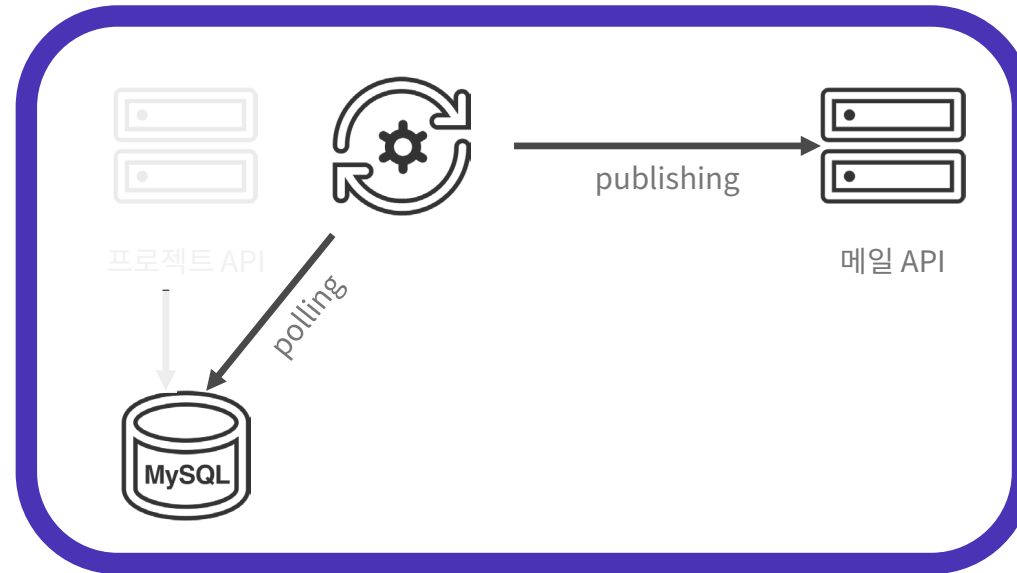 publishing
프로젝트 API
메일 API
polling
MySQL